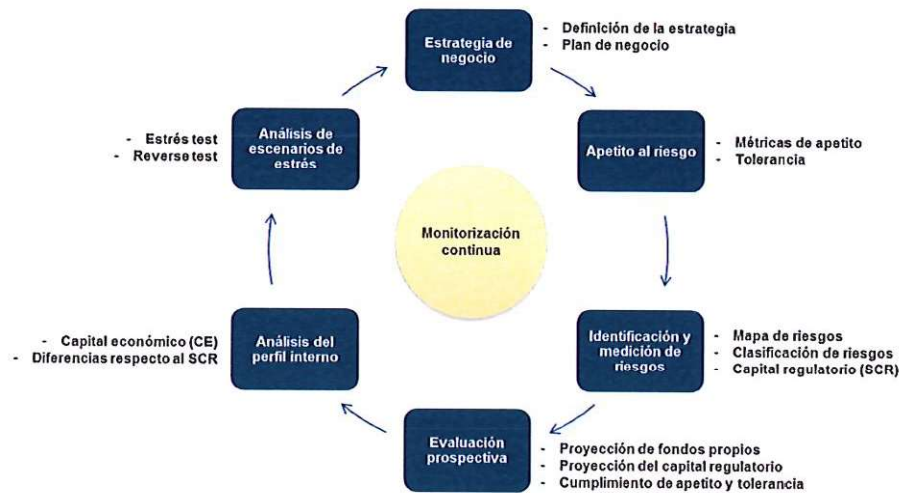 Estrategia de
negocio
- Definición de la estrategia
- Plan de negocio
Apetito al riesgo
- Métricas de apetito
- Tolerancia
Identificación y
medición de
riesgos
- Mapa de riesgos
- Clasificación de riesgos
- Capital regulatorio (SCR)
Evaluación
prospectiva
- Proyección de fondos propios
- Proyección del capital regulatorio
- Cumplimiento de apetito y tolerancia
Análisis del
perfil interno
- Capital económico (CE)
- Diferencias respecto al SCR
Análisis de
escenarios de
estrés
- Estrés test
- Reverse test
Monitorización
continua